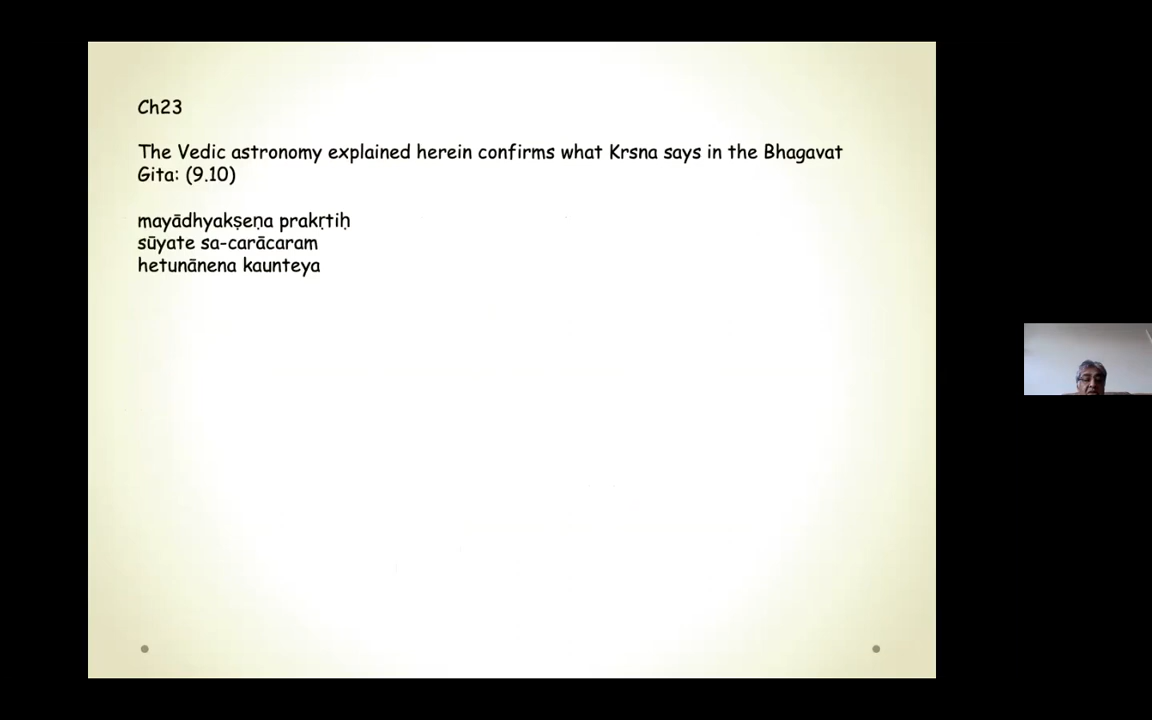 Ch23
The Vedic astronomy explained herein confirms what Krsna says in the Bhagavat
Gita: (9.10)
mayādhyakṣeṇa prakṛtiḥ
sūyate sa-carācaram
hetunānena kaunteya